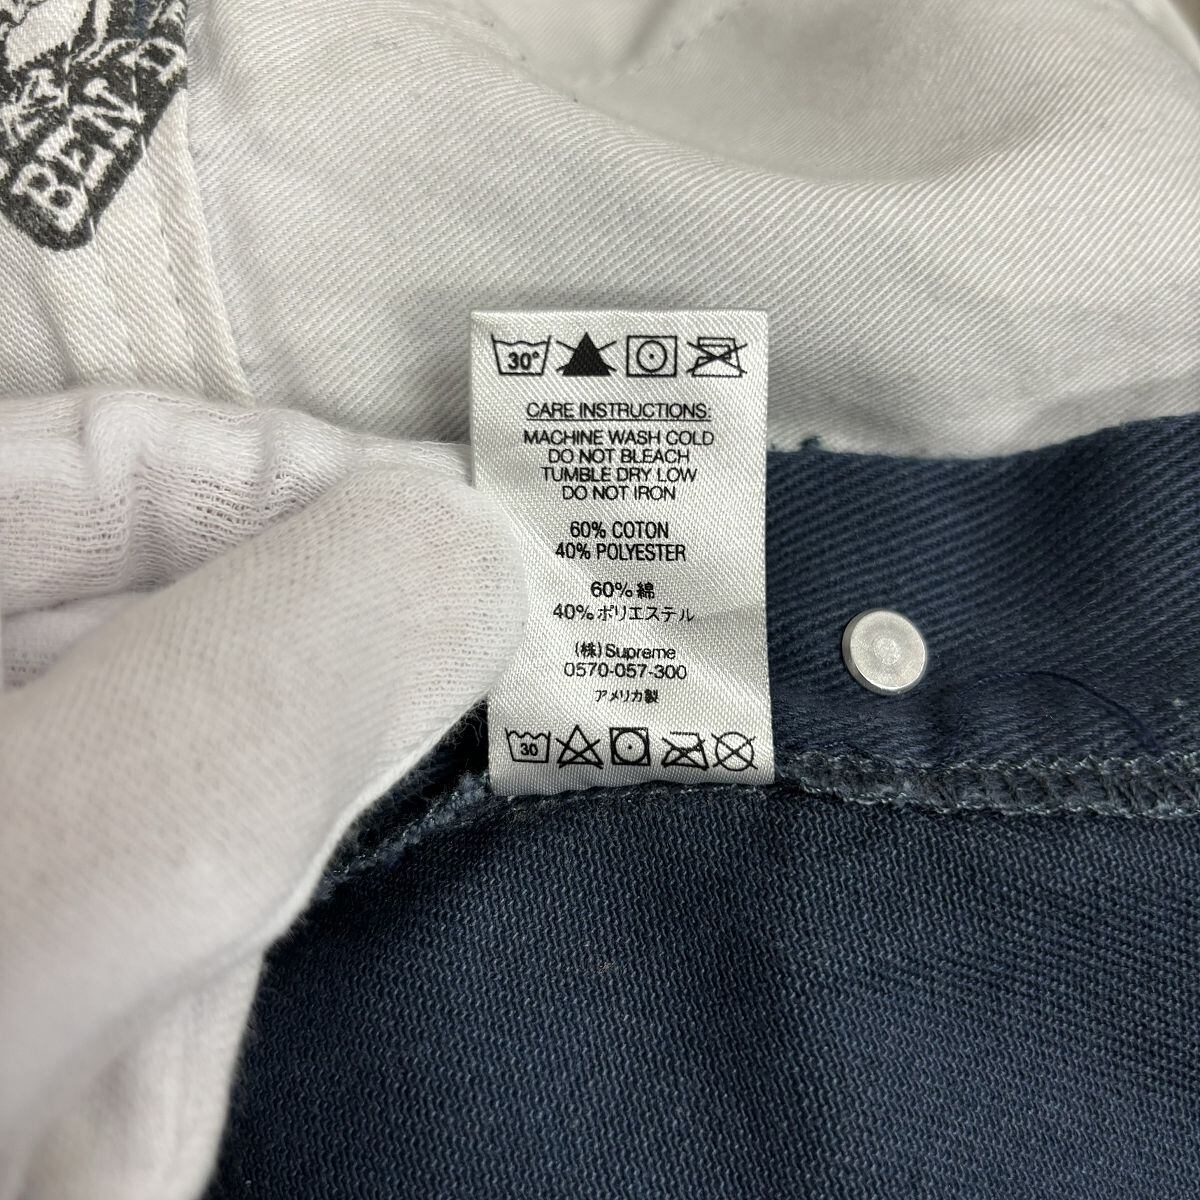 BEN
30°
CARE INSTRUCTIONS:
MACHINE WASH COLD
DO NOT BLEACH
TUMBLE DRY LOW
DO NOT IRON
60% COTON
40% POLYESTER
60% 綿
40% ポリエステル
(株) Supreme
0570-057-300
アメリカ製
30